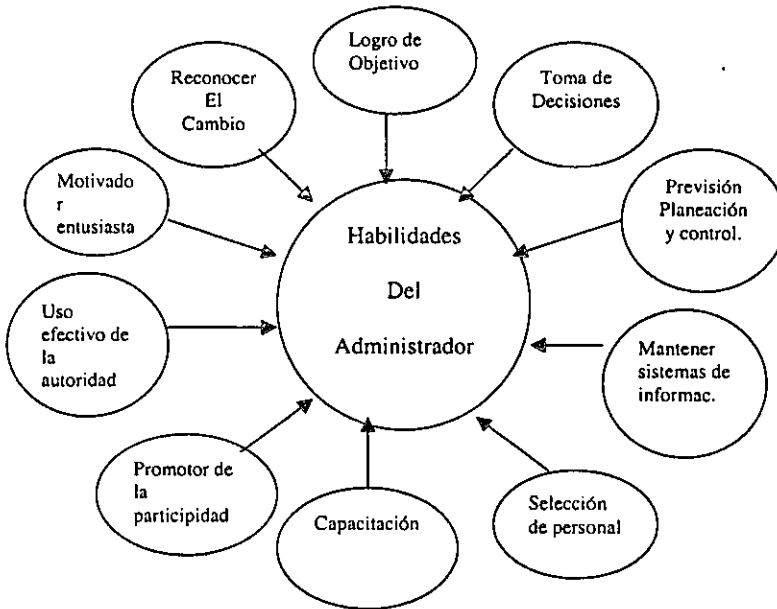 Logro de
Objetivo
Toma de
Decisiones
Previsión
Planeación
y control.
Mantener
sistemas de
informac.
Selección
de personal
Capacitación
Promotor de
la
participidad
Uso
efectivo de
la
autoridad
Motivado
r
entusiasta
Reconocer
El
Cambio
Habilidades
Del
Administrador